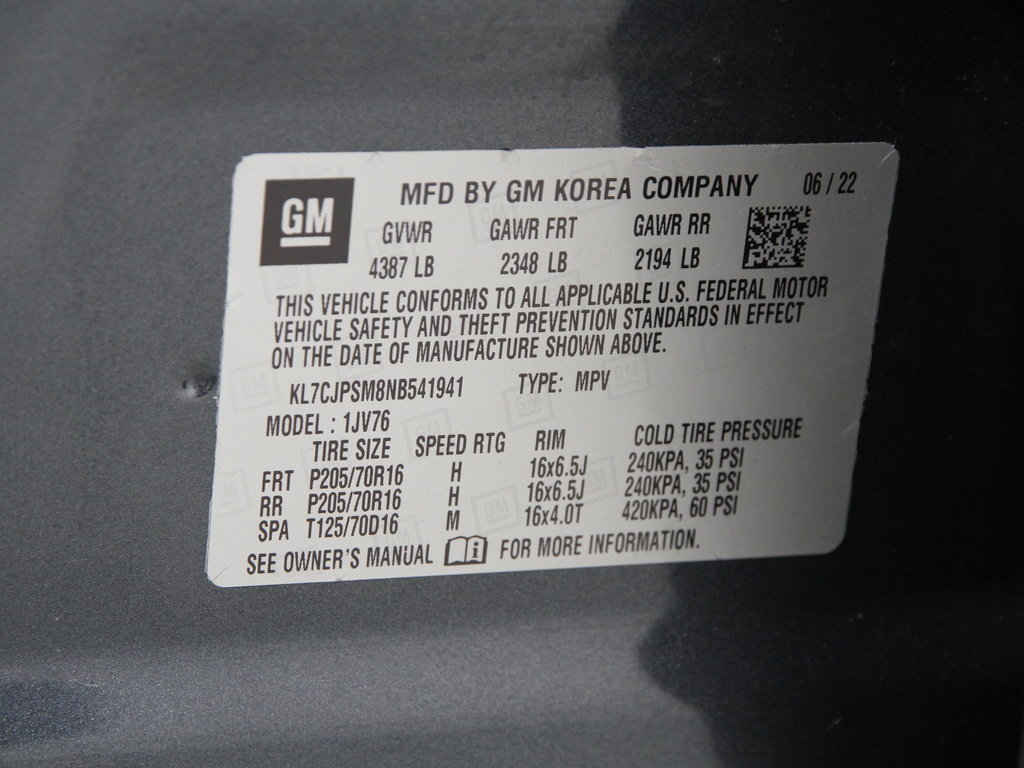 GM
MFD BY GM KOREA COMPANY 06 / 22
GVWR GAWR FRT GAWR RR
4387 LB 2348 LB 2194 LB
THIS VEHICLE CONFORMS TO ALL APPLICABLE U.S. FEDERAL MOTOR
VEHICLE SAFETY AND THEFT PREVENTION STANDARDS IN EFFECT
ON THE DATE OF MANUFACTURE SHOWN ABOVE.
KL7CJPSM8NB541941 TYPE: MPV
MODEL : 1JV76
TIRE SIZE SPEED RTG RIM COLD TIRE PRESSURE
FRT P205/70R16 H 16x6.5J 240KPA, 35 PSI
RR P205/70R16 H 16x6.5J 240KPA, 35 PSI
SPA T125/70D16 M 16x4.0T 420KPA, 60 PSI
SEE OWNER'S MANUAL FOR MORE INFORMATION.